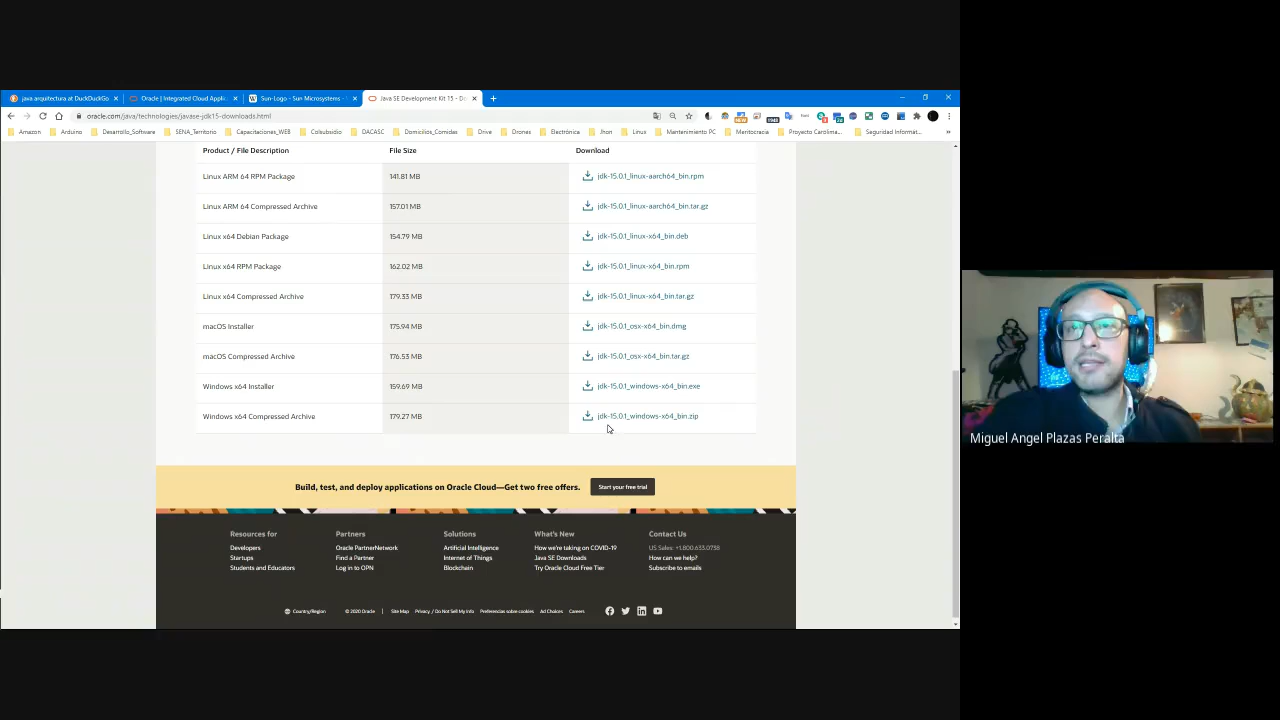 java arquitectura at DuckDuckGo
Oracle | Integrated Cloud Appli
Sun-Logo - Sun Microsystems -
Java SE Development Kit 15 - Do
oracle.com/java/technologies/javase-jdk15-downloads.html
Amazon Arduino Desarrollo_Software SENA_Territorio Capacitaciones_WEB Colsubsidio DACASC Domicilios_Comidas Drive Drones Electrónica Jhon Linux Mantenimiento PC Meritocracia Proyecto Carolima... Seguridad Informát... »
Product / File Description File Size Download
Linux ARM 64 RPM Package 141.81 MB jdk-15.0.1_linux-aarch64_bin.rpm
Linux ARM 64 Compressed Archive 157.01 MB jdk-15.0.1_linux-aarch64_bin.tar.gz
Linux x64 Debian Package 154.79 MB jdk-15.0.1_linux-x64_bin.deb
Linux x64 RPM Package 162.02 MB jdk-15.0.1_linux-x64_bin.rpm
Linux x64 Compressed Archive 179.33 MB jdk-15.0.1_linux-x64_bin.tar.gz
macOS Installer 175.94 MB jdk-15.0.1_osx-x64_bin.dmg
macOS Compressed Archive 176.53 MB jdk-15.0.1_osx-x64_bin.tar.gz
Windows x64 Installer 159.69 MB jdk-15.0.1_windows-x64_bin.exe
Windows x64 Compressed Archive 179.27 MB jdk-15.0.1_windows-x64_bin.zip
Miguel Angel Plazas Peralta
Build, test, and deploy applications on Oracle Cloud—Get two free offers. Start your free trial
Resources for Partners Solutions What's New Contact Us
Developers Oracle PartnerNetwork Artificial Intelligence How we're taking on COVID-19 US Sales: +1.800.633.0738
Startups Find a Partner Internet of Things Java SE Downloads How can we help?
Students and Educators Log in to OPN Blockchain Try Oracle Cloud Free Tier Subscribe to emails
Country/Region © 2020 Oracle | Site Map Privacy / Do Not Sell My Info Preferencias sobre cookies Ad Choices Careers